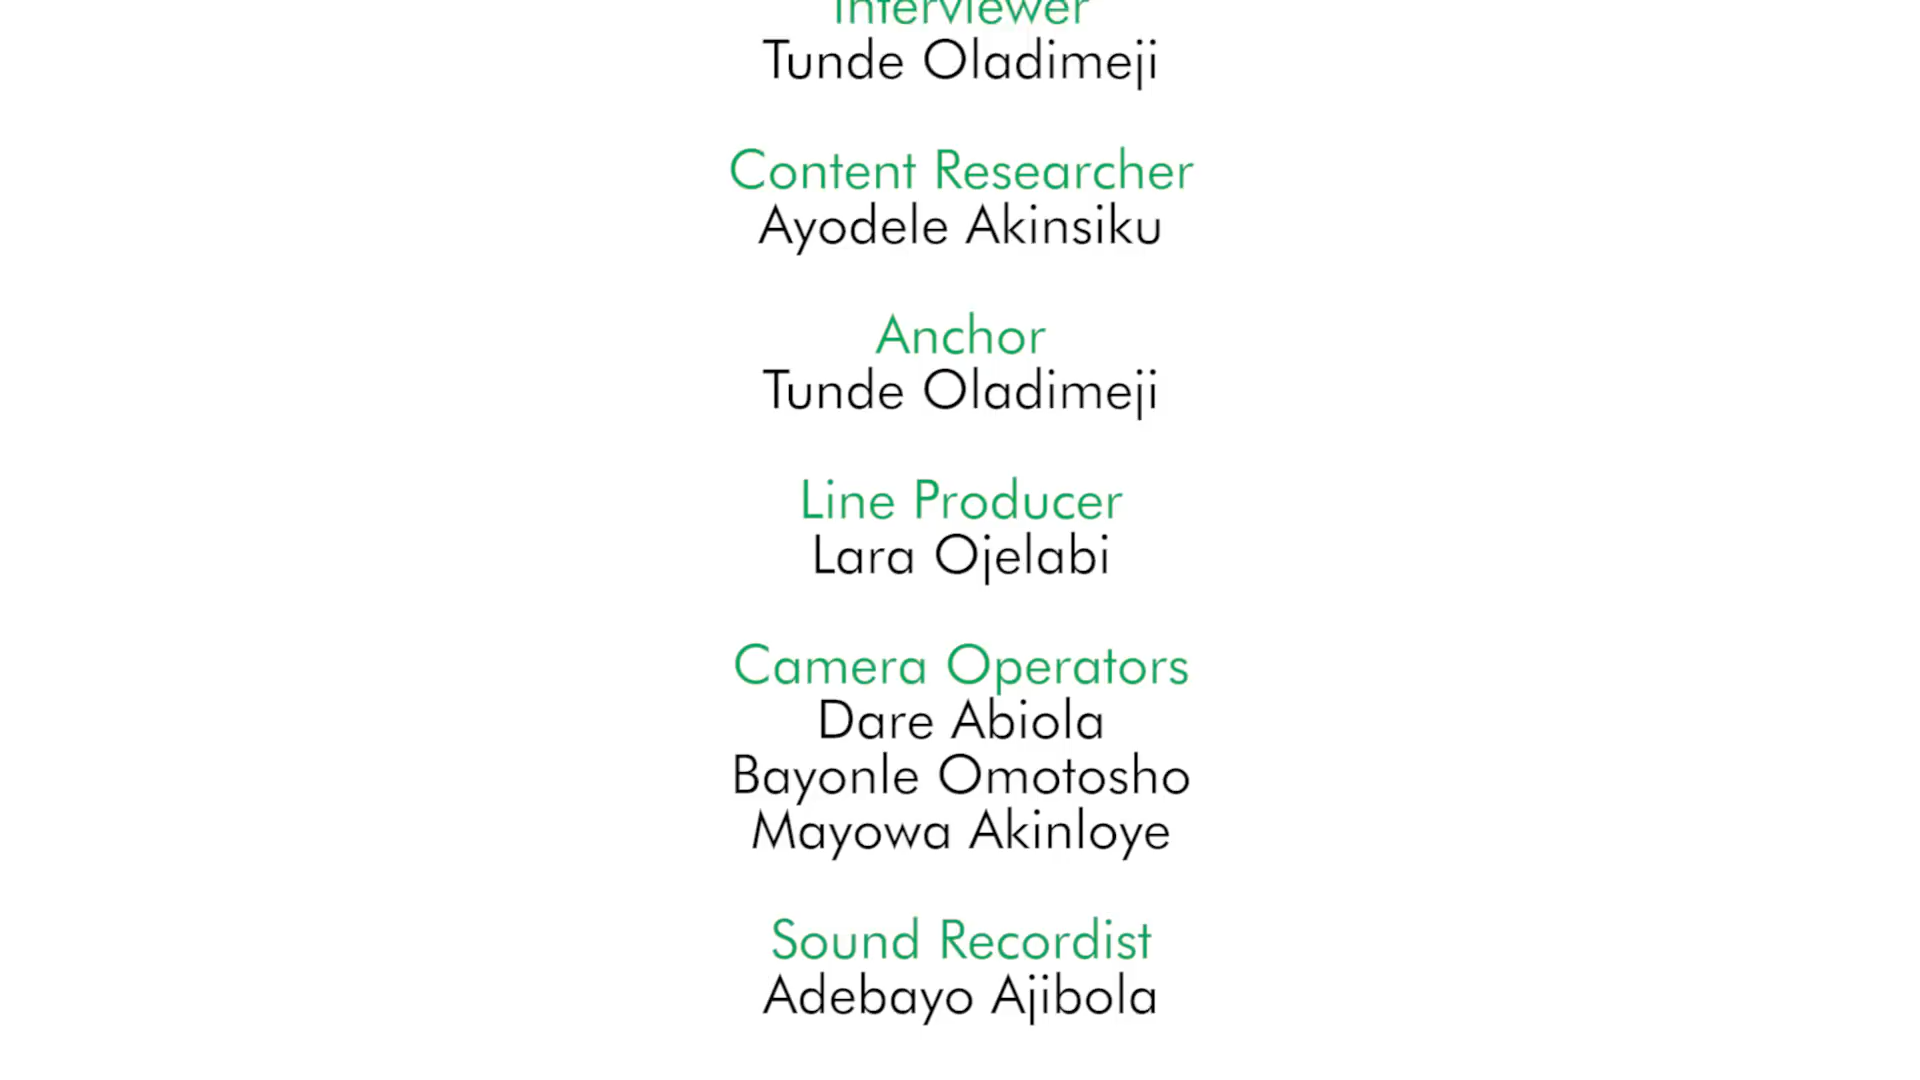 Interviewer
Tunde Oladimeji
Content Researcher
Ayodele Akinsiku
Anchor
Tunde Oladimeji
Line Producer
Lara Ojelabi
Camera Operators
Dare Abiola
Bayonle Omotosho
Mayowa Akinloye
Sound Recordist
Adebayo Ajibola